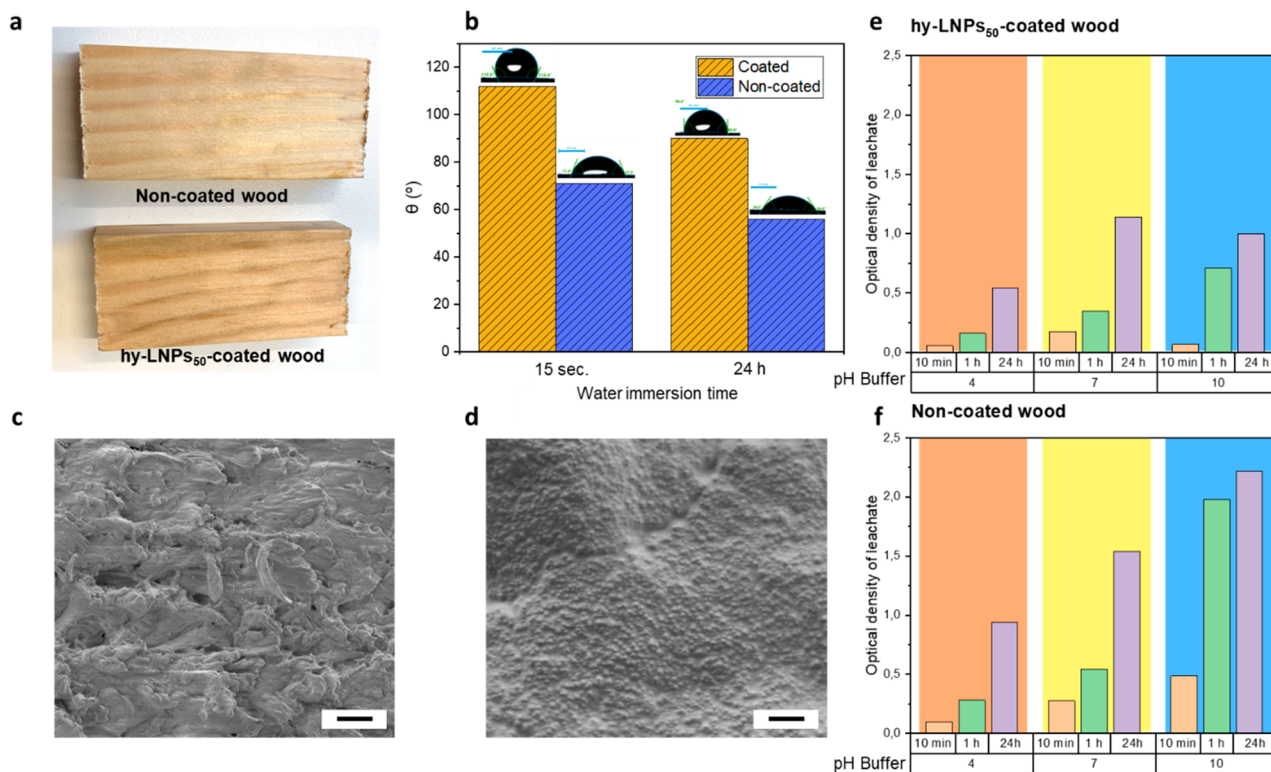 a
Non-coated wood
hy-LNPs₅₀-coated wood
b
Coated
Non-coated
120
100
80
60
40
20
0
θ (º)
15 sec.
24 h
Water immersion time
c
d
e
hy-LNPs₅₀-coated wood
2,5
2,0
1,5
1,0
0,5
0,0
Optical density of leachate
10 min 1 h 24 h 10 min 1 h 24 h 10 min 1 h 24 h
pH Buffer 4 7 10
f
Non-coated wood
2,5
2,0
1,5
1,0
0,5
0,0
Optical density of leachate
10 min 1 h 24h 10 min 1 h 24h 10 min 1 h 24h
pH Buffer 4 7 10